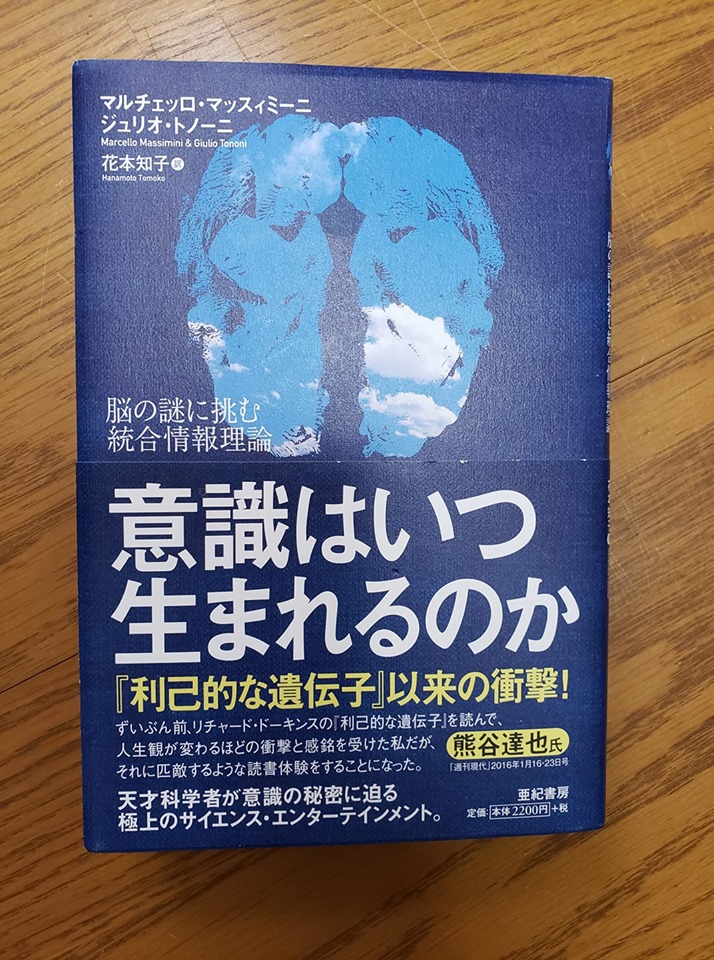 マルチェッロ・マッスィミーニ
ジュリオ・トノーニ
Marcello Massimini & Giulio Tononi
花本知子 訳
Hanamoto Tomoko
脳の謎に挑む
統合情報理論
意識はいつ
生まれるのか
『利己的な遺伝子』以来の衝撃!
ずいぶん前、リチャード・ドーキンスの『利己的な遺伝子』を読んで、
人生観が変わるほどの衝撃と感銘を受けた私だが、
それに匹敵するような読書体験をすることになった。
熊谷達也氏
「週刊現代」2016年1月16・23日号
天才科学者が意識の秘密に迫る
極上のサイエンス・エンターテインメント。
亜紀書房
定価:本体2200円+税